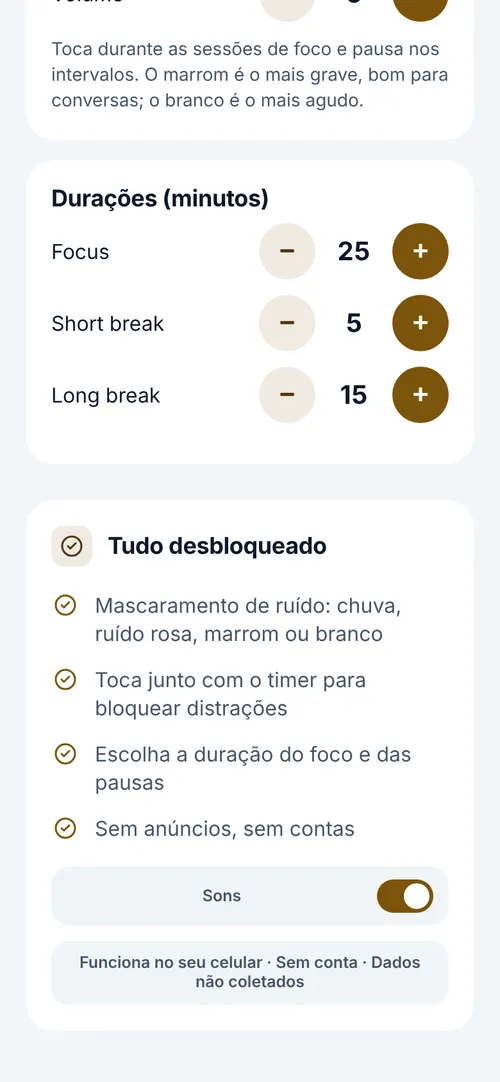 Toca durante as sessões de foco e pausa nos
intervalos. O marrom é o mais grave, bom para
conversas; o branco é o mais agudo.
Durações (minutos)
Focus − 25 +
Short break − 5 +
Long break − 15 +
Tudo desbloqueado
Mascaramento de ruído: chuva,
ruído rosa, marrom ou branco
Toca junto com o timer para
bloquear distrações
Escolha a duração do foco e das
pausas
Sem anúncios, sem contas
Sons
Funciona no seu celular · Sem conta · Dados
não coletados